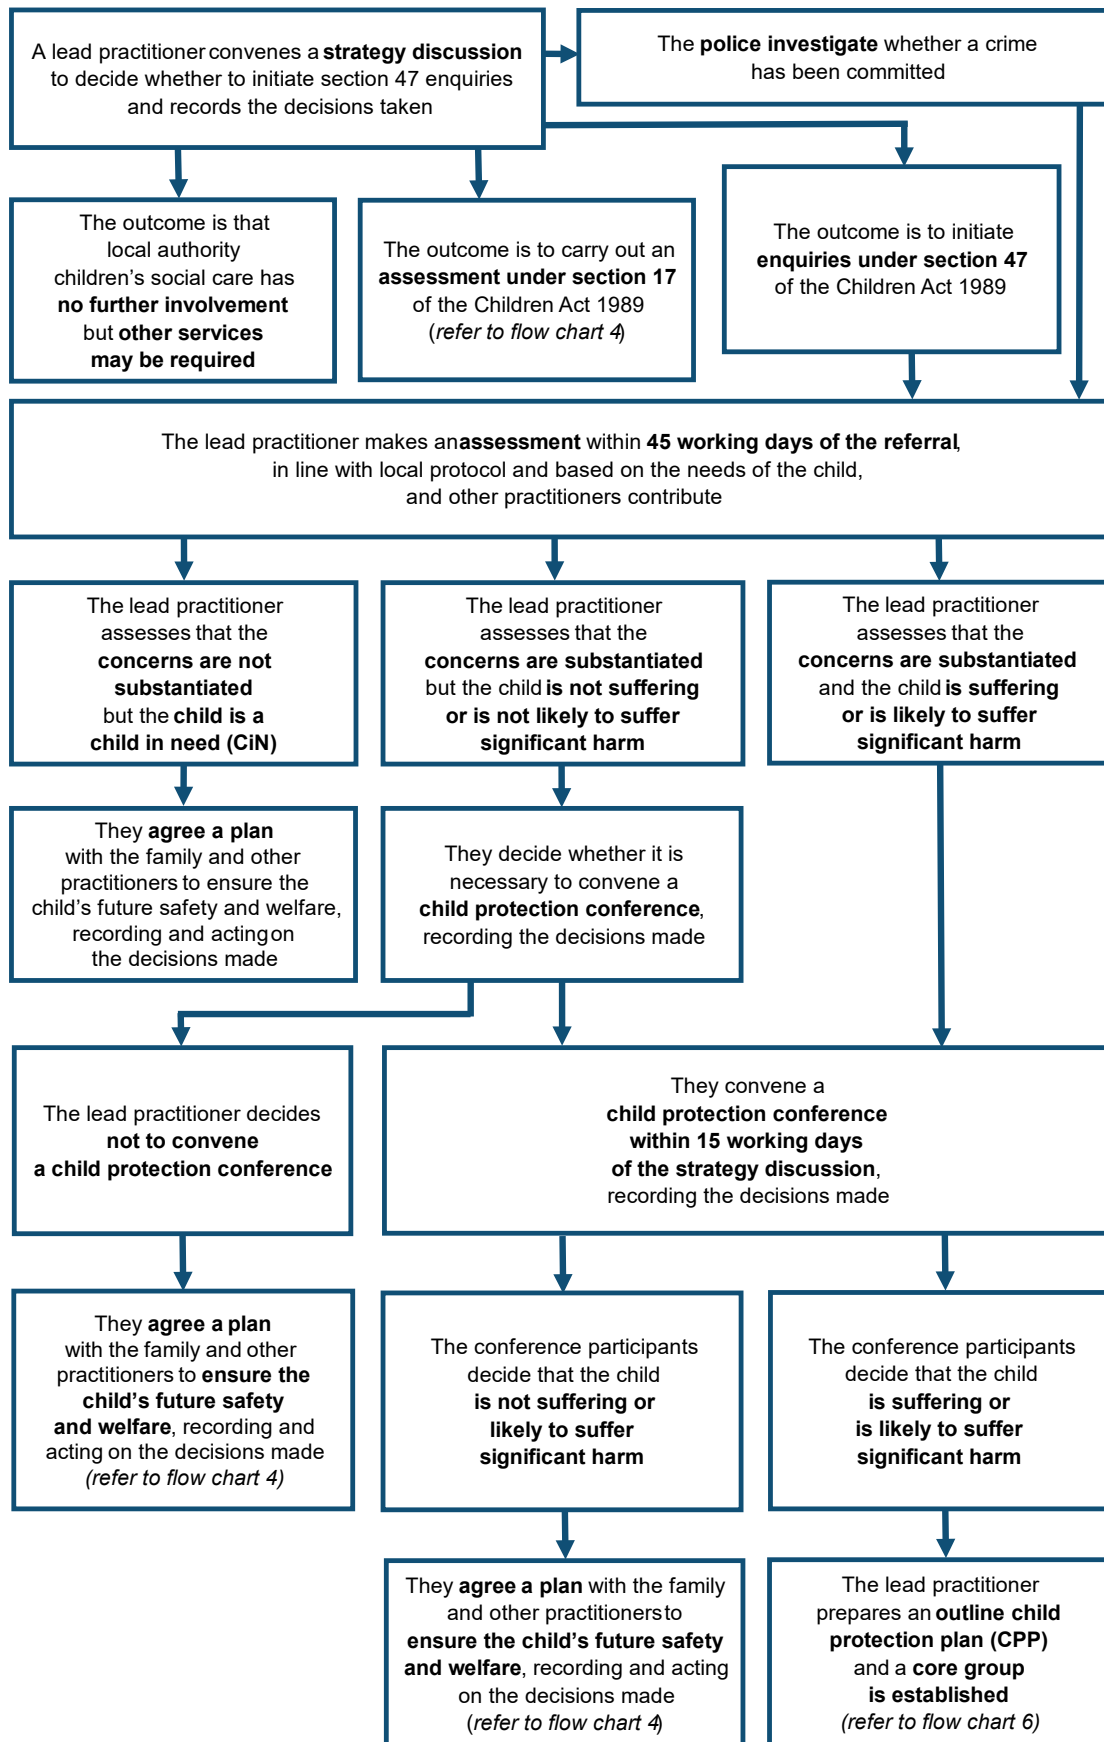 A lead practitioner convenes a strategy discussion
to decide whether to initiate section 47 enquiries
and records the decisions taken
The police investigate whether a crime
has been committed
The outcome is that
local authority
children’s social care has
no further involvement
but other services
may be required
The outcome is to carry out an
assessment under section 17
of the Children Act 1989
(refer to flow chart 4)
The outcome is to initiate
enquiries under section 47
of the Children Act 1989
The lead practitioner makes an assessment within 45 working days of the referral,
in line with local protocol and based on the needs of the child,
and other practitioners contribute
The lead practitioner
assesses that the
concerns are not
substantiated
but the child is a
child in need (CiN)
The lead practitioner
assesses that the
concerns are substantiated
but the child is not suffering
or is not likely to suffer
significant harm
The lead practitioner
assesses that the
concerns are substantiated
and the child is suffering
or is likely to suffer
significant harm
They agree a plan
with the family and other
practitioners to ensure the
child’s future safety and welfare,
recording and acting on
the decisions made
They decide whether it is
necessary to convene a
child protection conference,
recording the decisions made
The lead practitioner decides
not to convene
a child protection conference
They convene a
child protection conference
within 15 working days
of the strategy discussion,
recording the decisions made
They agree a plan
with the family and other
practitioners to ensure the
child’s future safety
and welfare, recording and
acting on the decisions made
(refer to flow chart 4)
The conference participants
decide that the child
is not suffering or
likely to suffer
significant harm
The conference participants
decide that the child
is suffering or
is likely to suffer
significant harm
They agree a plan with the family
and other practitioners to
ensure the child’s future safety
and welfare, recording and acting
on the decisions made
(refer to flow chart 4)
The lead practitioner
prepares an outline child
protection plan (CPP)
and a core group
is established
(refer to flow chart 6)